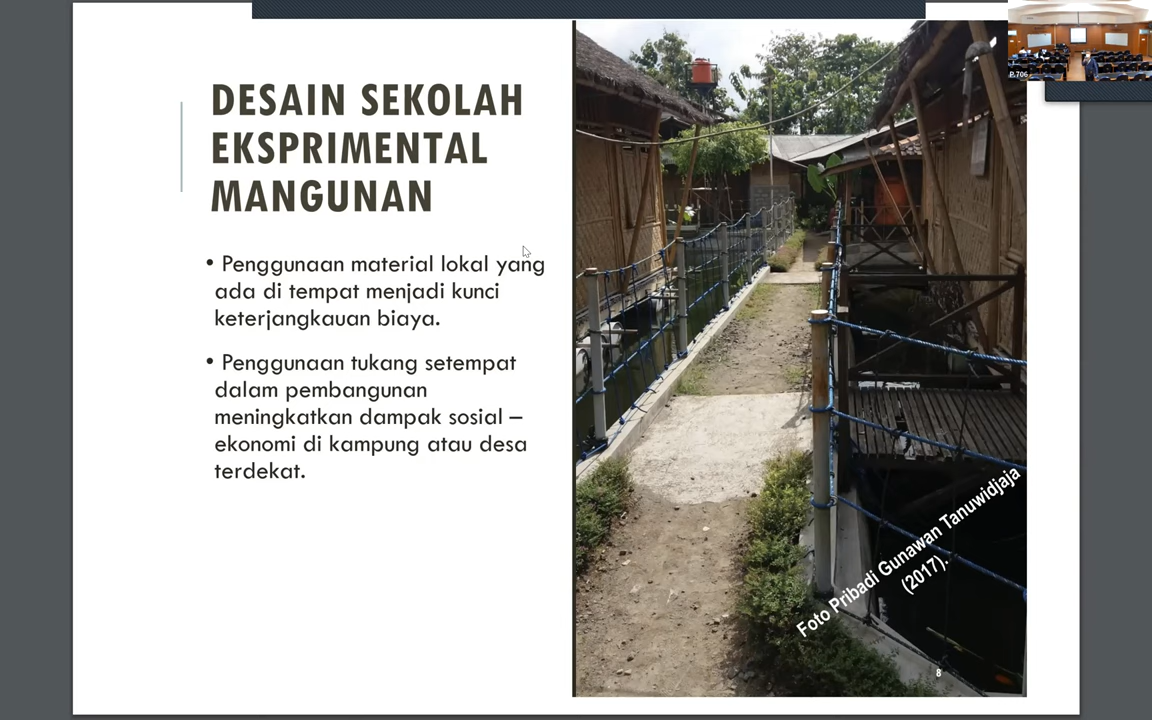 DESAIN SEKOLAH
EKSPRIMENTAL
MANGUNAN
• Penggunaan material lokal yang
ada di tempat menjadi kunci
keterjangkauan biaya.
• Penggunaan tukang setempat
dalam pembangunan
meningkatkan dampak sosial –
ekonomi di kampung atau desa
terdekat.
Foto Pribadi Gunawan Tanuwidjaja
(2017).
8
P.706